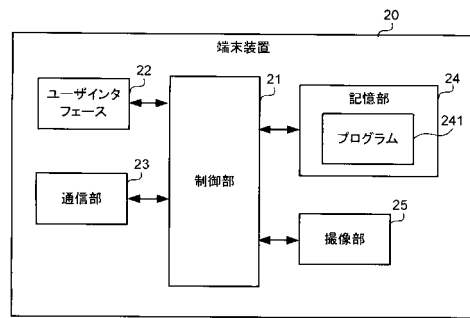 20
端末装置
22
ユーザインタ
フェース
21
制御部
24
記憶部
241
プログラム
23
通信部
25
撮像部